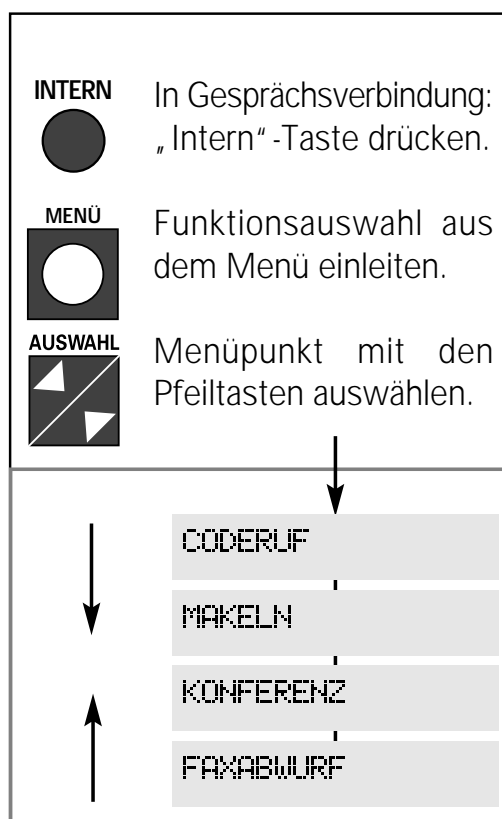 INTERN
In Gesprächsverbindung:
„Intern“-Taste drücken.
MENÜ
Funktionsauswahl aus
dem Menü einleiten.
AUSWAHL
Menüpunkt mit den
Pfeiltasten auswählen.
CODERUF
MAKELN
KONFERENZ
FAXABWURF